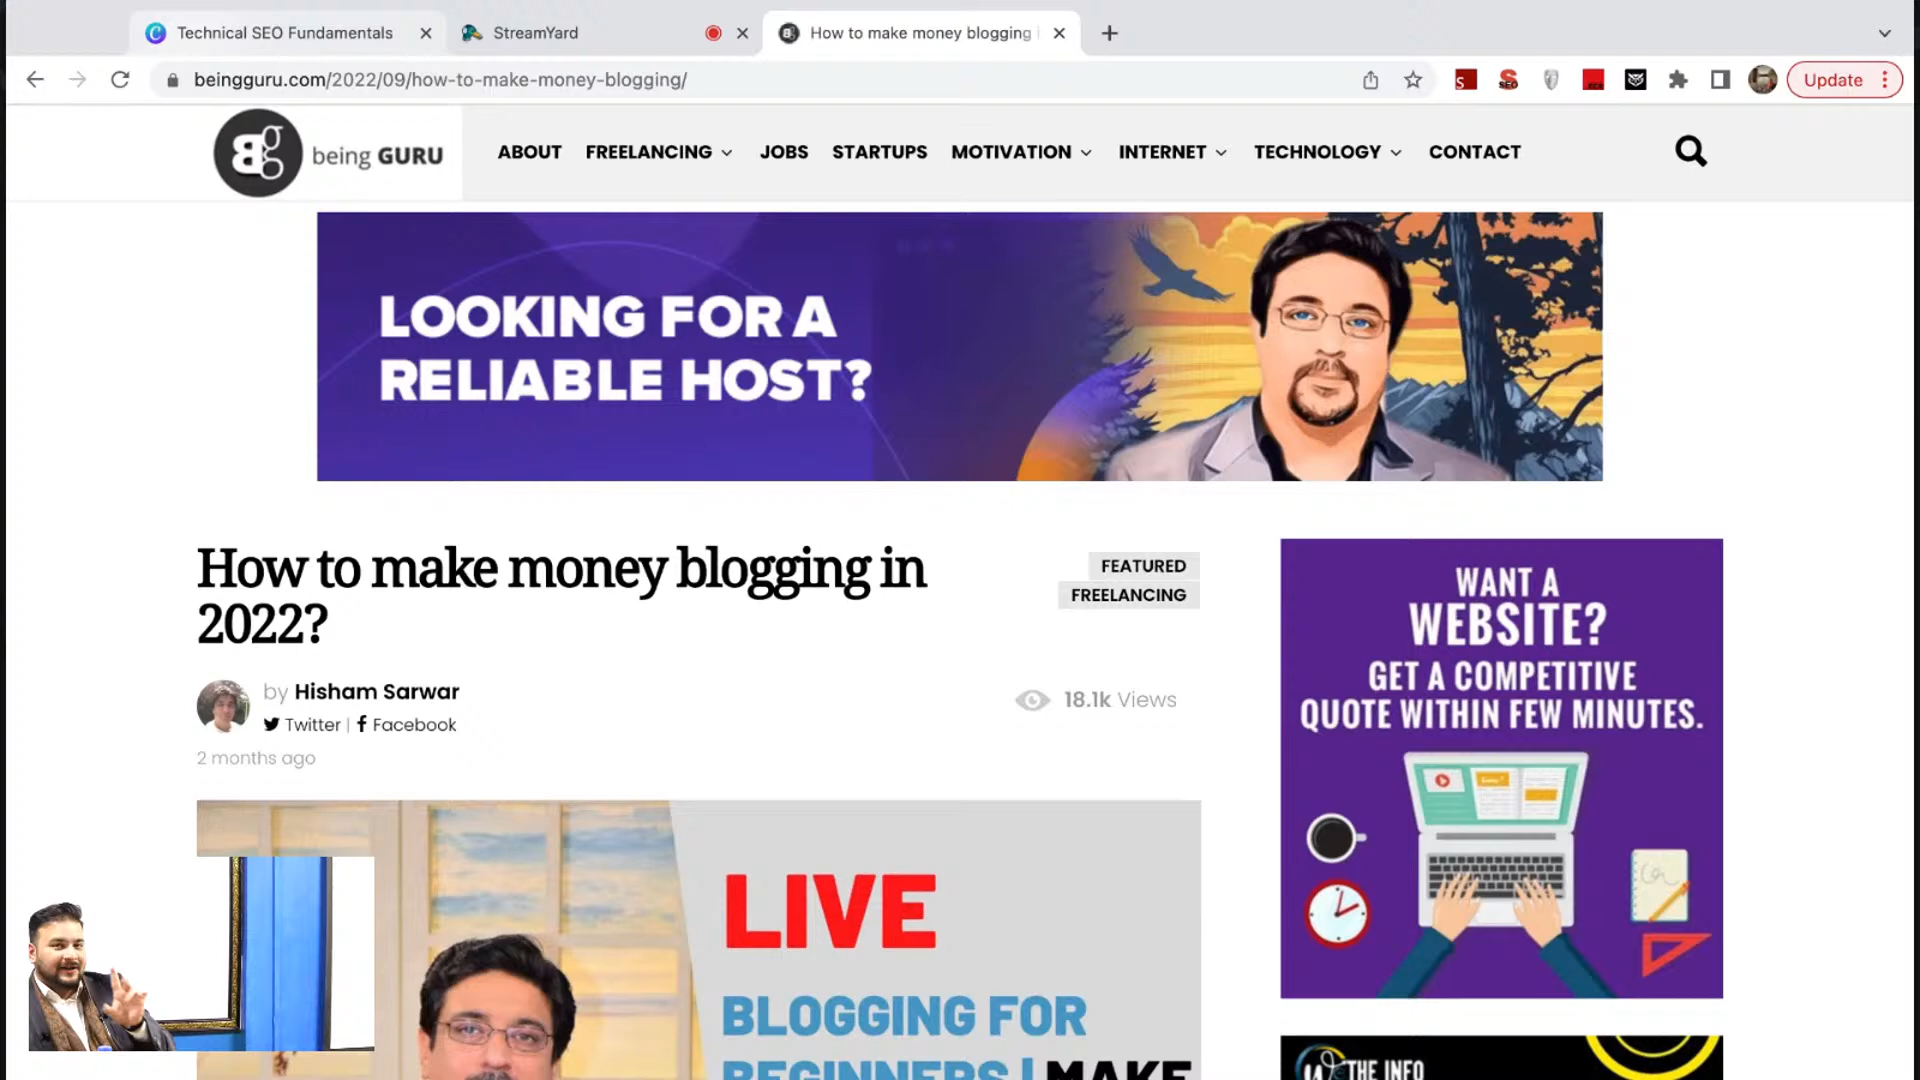 Technical SEO Fundamentals
StreamYard
How to make money blogging
beingguru.com/2022/09/how-to-make-money-blogging/
Update
Bg being GURU
ABOUT
FREELANCING
JOBS
STARTUPS
MOTIVATION
INTERNET
TECHNOLOGY
CONTACT
LOOKING FOR A
RELIABLE HOST?
How to make money blogging in
2022?
FEATURED
FREELANCING
by Hisham Sarwar
Twitter | Facebook
18.1k Views
2 months ago
LIVE
BLOGGING FOR
BEGINNERS | MAKE
WANT A
WEBSITE?
GET A COMPETITIVE
QUOTE WITHIN FEW MINUTES.
THE INFO